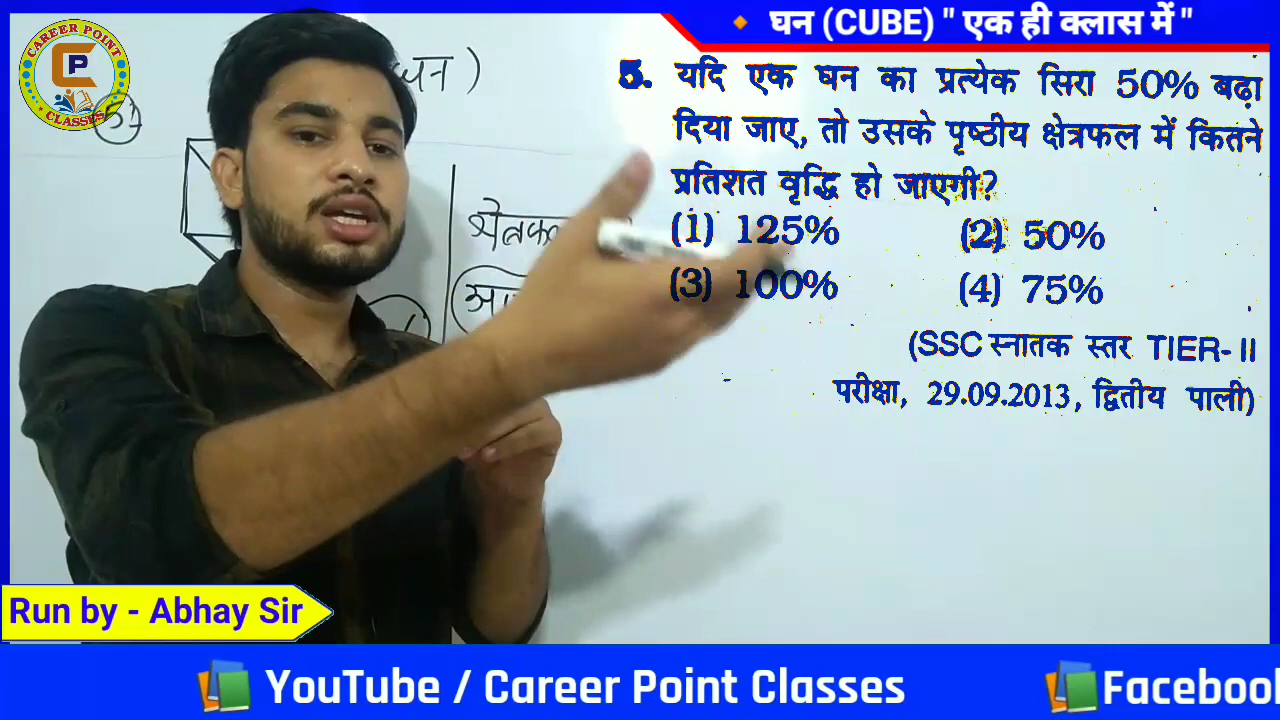 घन (CUBE) " एक ही क्लास में "
CAREER POINT
CP
CLASSES
5. यदि एक घन का प्रत्येक सिरा 50% बढ़ा
दिया जाए, तो उसके पृष्ठीय क्षेत्रफल में कितने
प्रतिशत वृद्धि हो जाएगी?
(1) 125% (2) 50%
(3) 100% (4) 75%
(SSC स्नातक स्तर TIER- II
परीक्षा, 29.09.2013, द्वितीय पाली)
Run by - Abhay Sir
YouTube / Career Point Classes
Facebook